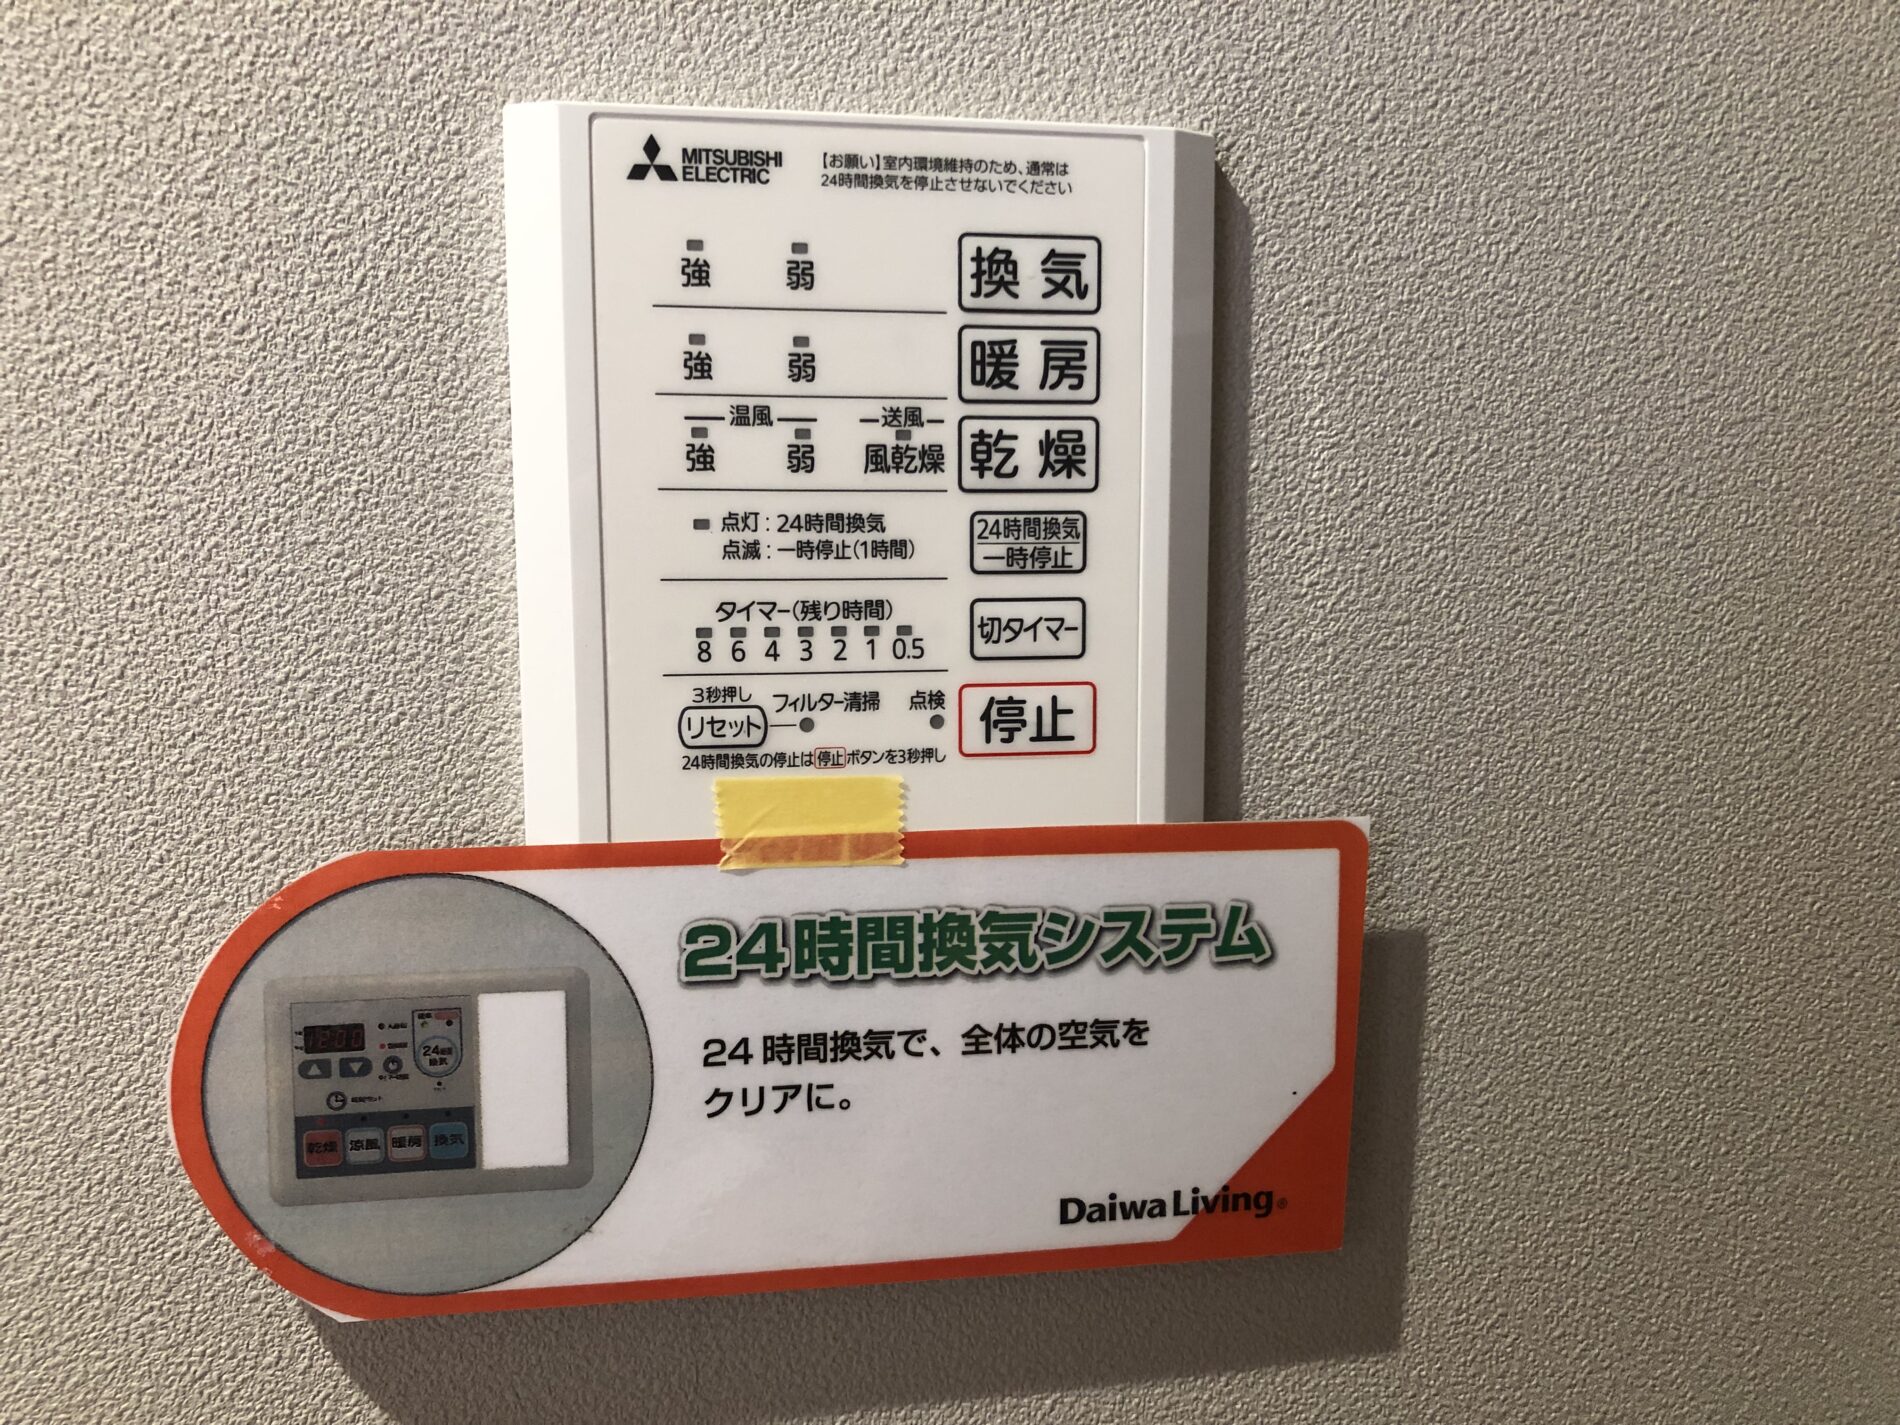 MITSUBISHI
ELECTRIC
【お願い】室内環境維持のため、通常は
24時間換気を停止させないでください
強 弱 換気
強 弱 暖房
温風 送風
強 弱 風乾燥 乾燥
点灯：24時間換気
点滅：一時停止(1時間)
24時間換気
一時停止
タイマー(残り時間)
8 6 4 3 2 1 0.5
切タイマー
3秒押し
リセット フィルター清掃 点検
停止
24時間換気の停止は停止ボタンを3秒押し
24時間換気システム
24時間換気で、全体の空気を
クリアに。
Daiwa Living®
12:00
24時間
換気
乾燥 涼風 暖房 換気